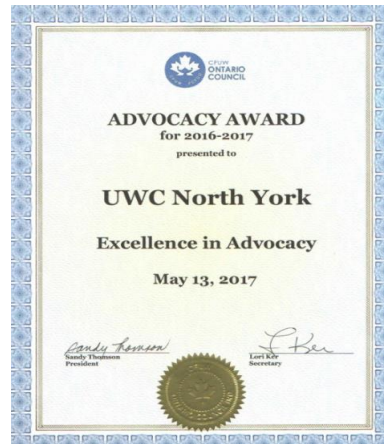 CFUW
ONTARIO
COUNCIL
ADVOCACY AWARD
for 2016-2017
presented to
UWC North York
Excellence in Advocacy
May 13, 2017
Sandy Thomson
L Ker
Sandy Thomson
President
Lori Ker
Secretary